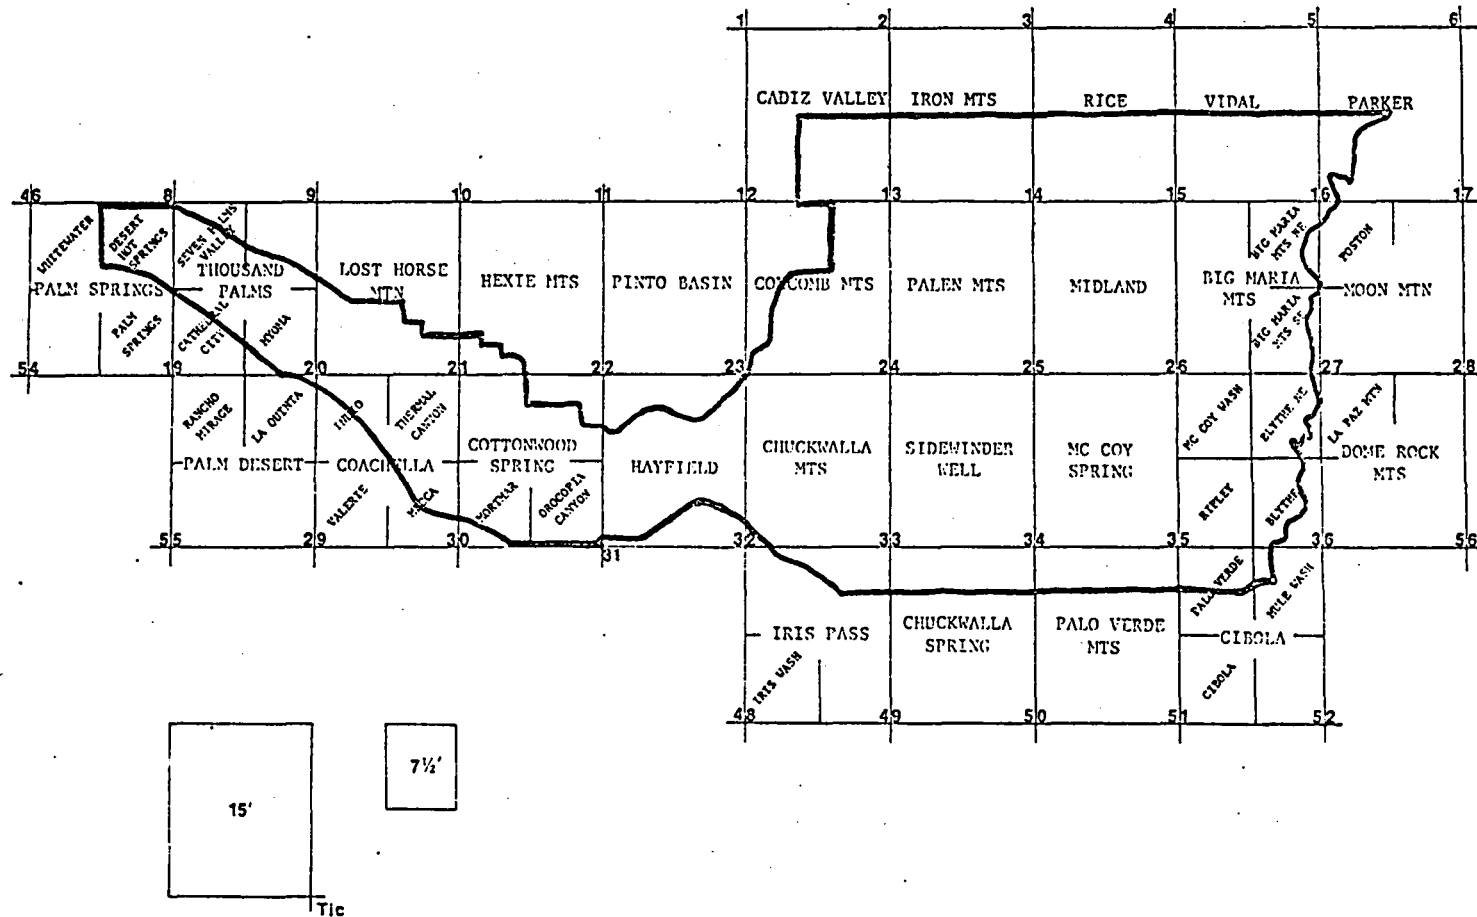 1 2 3 4 5 6
CADIZ VALLEY IRON MTS RICE VIDAL PARKER
46 8 9 10 11 12 13 14 15 16 17
WHITEWATER
DESERT
HOT
SPRINGS
SEVEN PALMS
VALLEY
BIG MARIA
MTS NE
POSTON
PALM SPRINGS
THOUSAND
PALMS
LOST HORSE
MTN
HEXIE MTS
PINTO BASIN
COXCOMB MTS
PALEN MTS
MIDLAND
BIG MARIA
MTS
MOON MTN
PALM
SPRINGS
CATHEDRAL
CITY
MYOMA
BIG MARIA
MTS SE
54 19 20 21 22 23 24 25 26 27 28
RANCHO
MIRAGE
LA QUINTA
INDIO
THERMAL
CANYON
MC COY WASH
BLYTHE NE
LA PAZ MTN
PALM DESERT
COACHELLA
COTTONWOOD
SPRING
HAYFIELD
CHUCKWALLA
MTS
SIDEWINDER
WELL
MC COY
SPRING
DOME ROCK
MTS
VALERIE
MECCA
MORTMAR
OROCOPIA
CANYON
RIPLEY
BLYTHE
55 29 30 31 32 33 34 35 36 56
PALO VERDE
MULE WASH
IRIS PASS
CHUCKWALLA
SPRING
PALO VERDE
MTS
CIBOLA
IRIS WASH
CIBOLA
48 49 50 51 52
15'
7½'
Tic